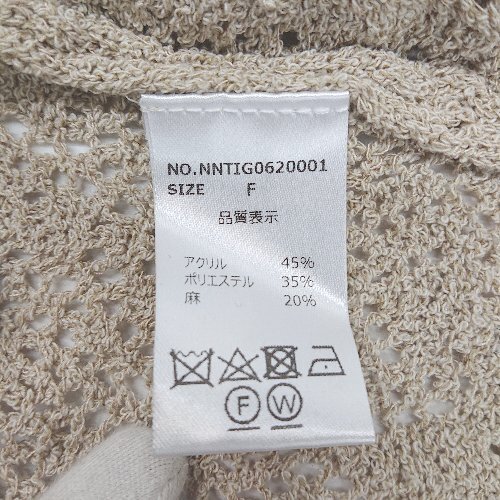 NO.NNTIG0620001
SIZE F
品質表示
アクリル 45%
ポリエステル 35%
麻 20%
F W